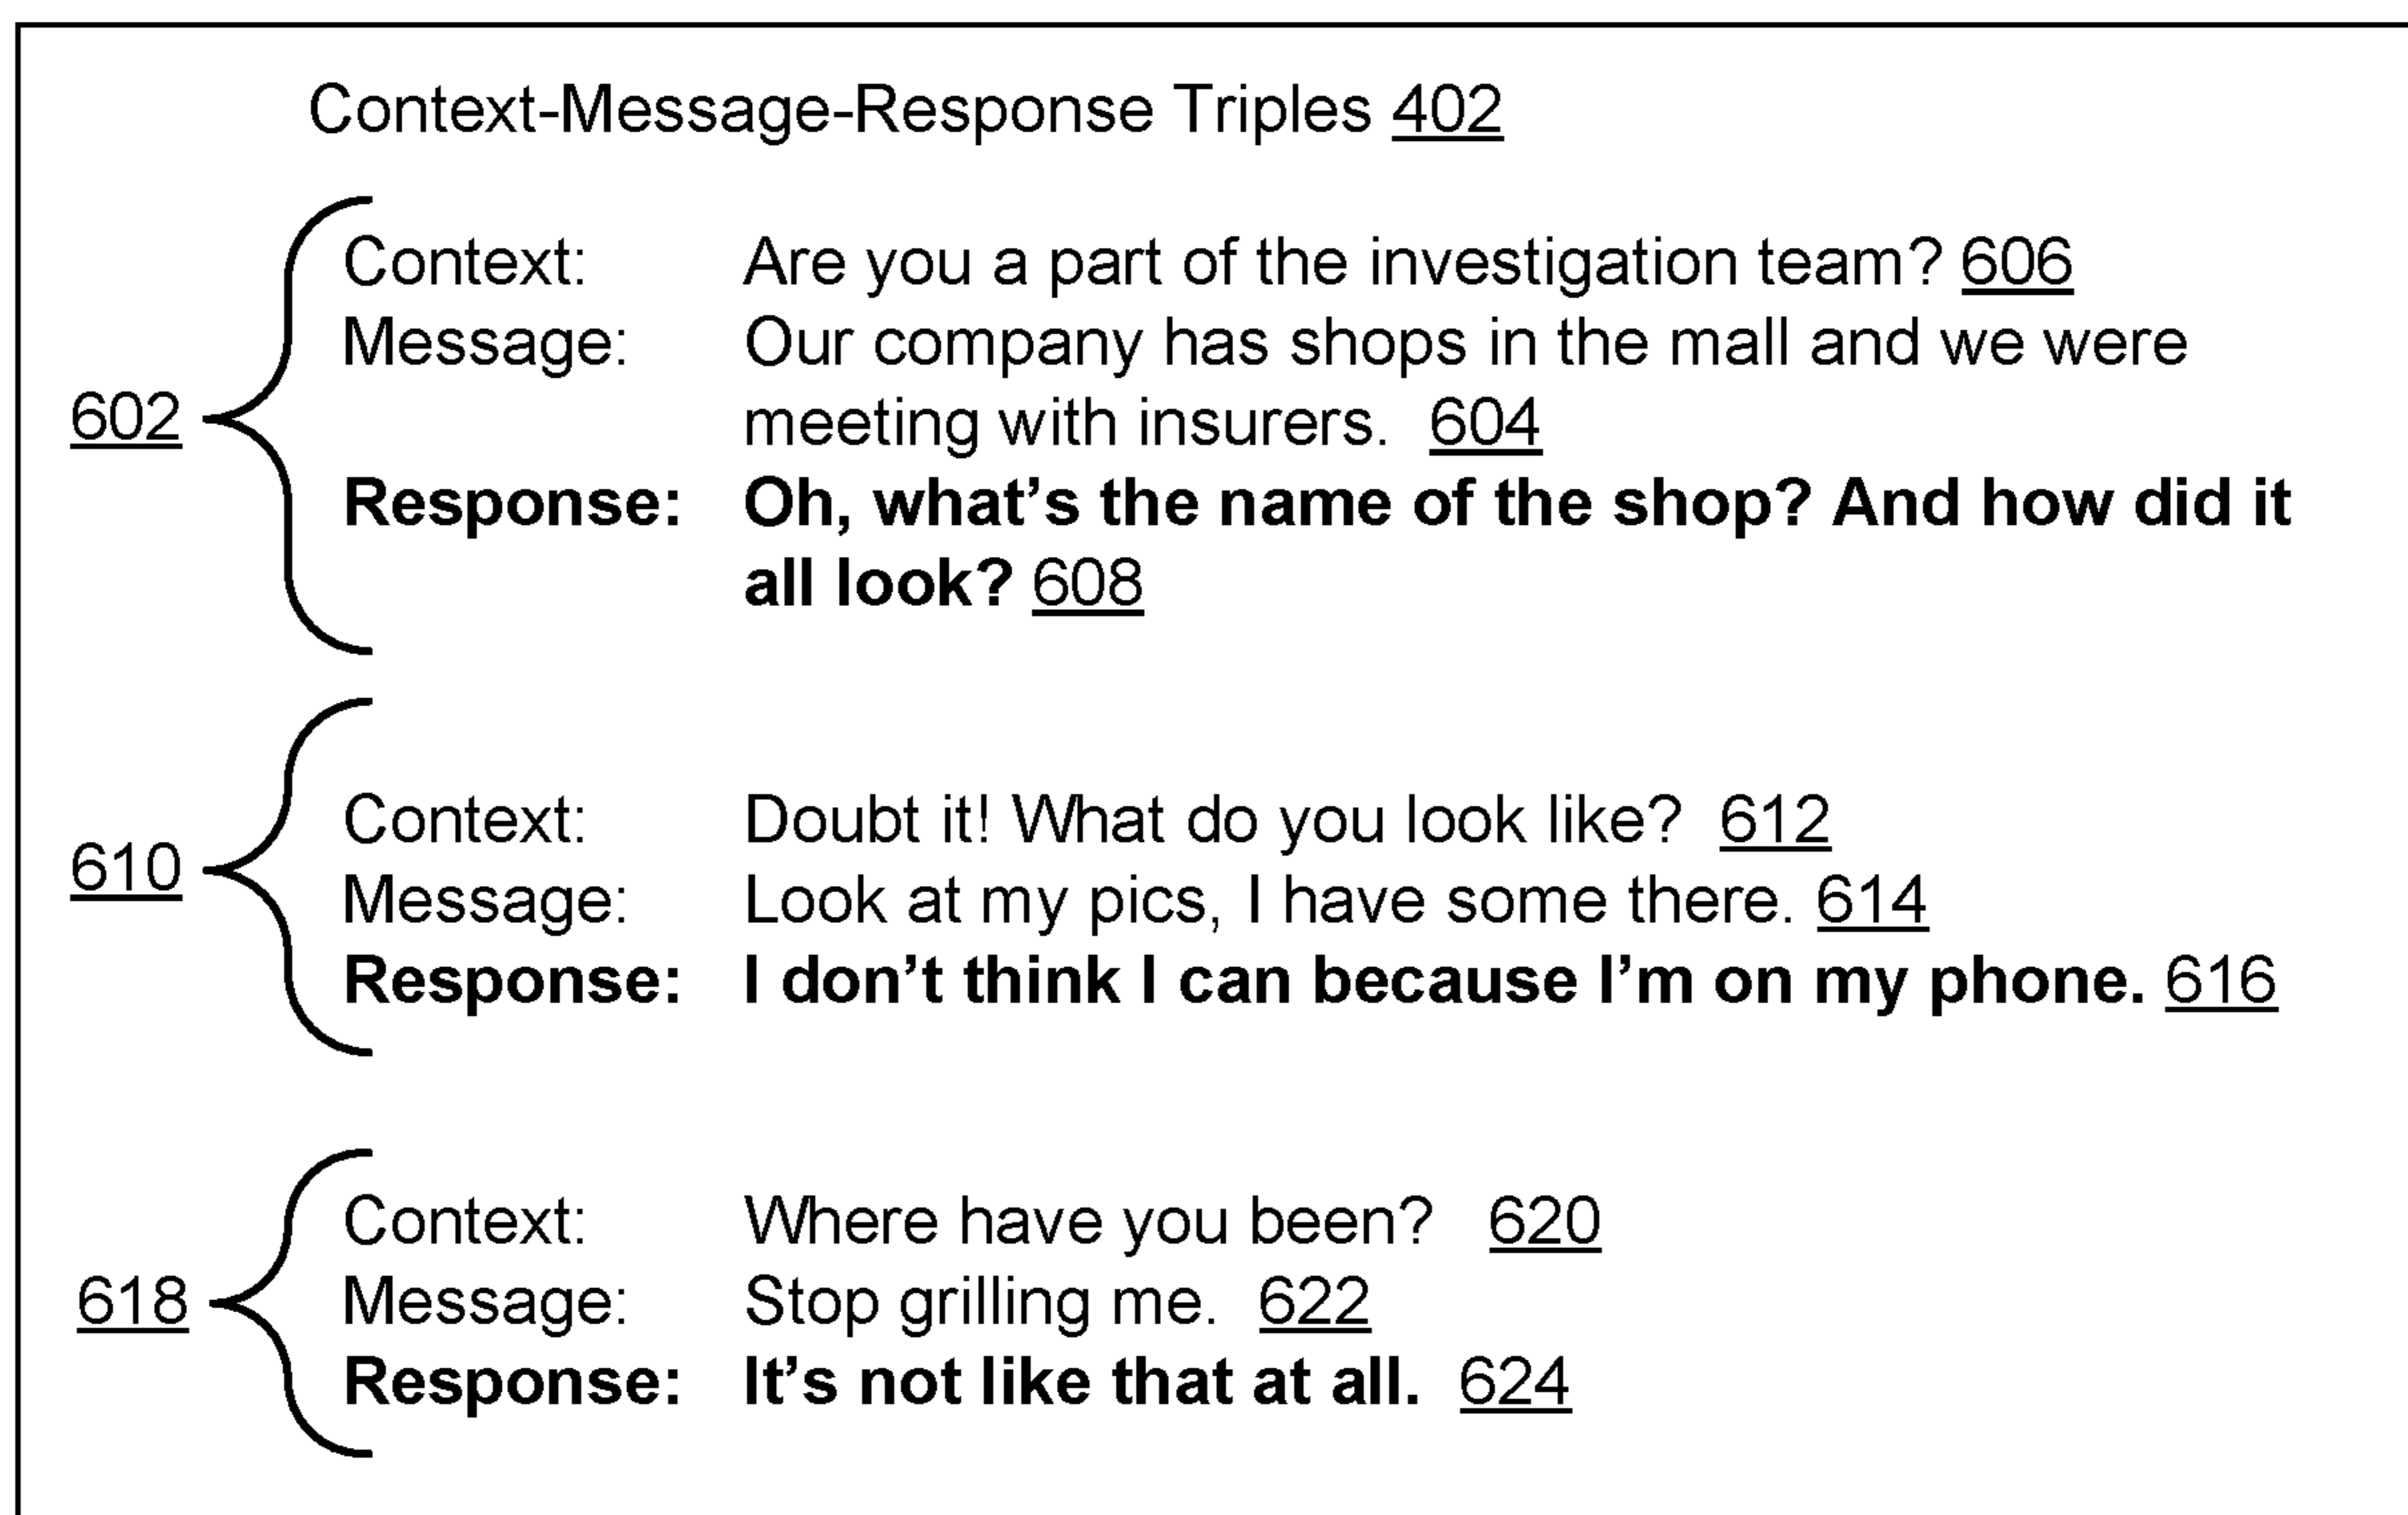 Context-Message-Response Triples 402
Context: Are you a part of the investigation team? 606
Message: Our company has shops in the mall and we were
meeting with insurers. 604
602
Response: Oh, what's the name of the shop? And how did it
all look? 608
Context: Doubt it! What do you look like? 612
610
Message: Look at my pics, I have some there. 614
Response: I don't think I can because I'm on my phone. 616
Context: Where have you been? 620
618
Message: Stop grilling me. 622
Response: It's not like that at all. 624